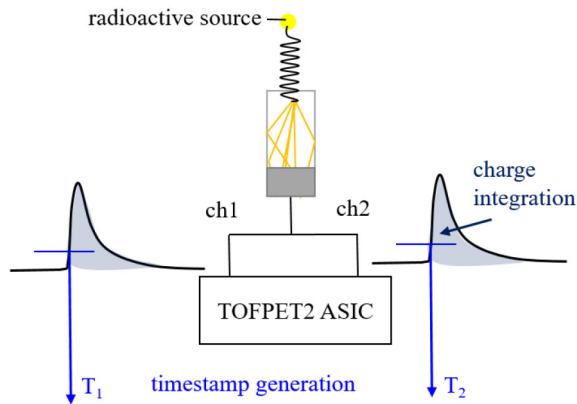 radioactive source
charge
integration
ch1
ch2
TOFPET2 ASIC
T1
timestamp generation
T2